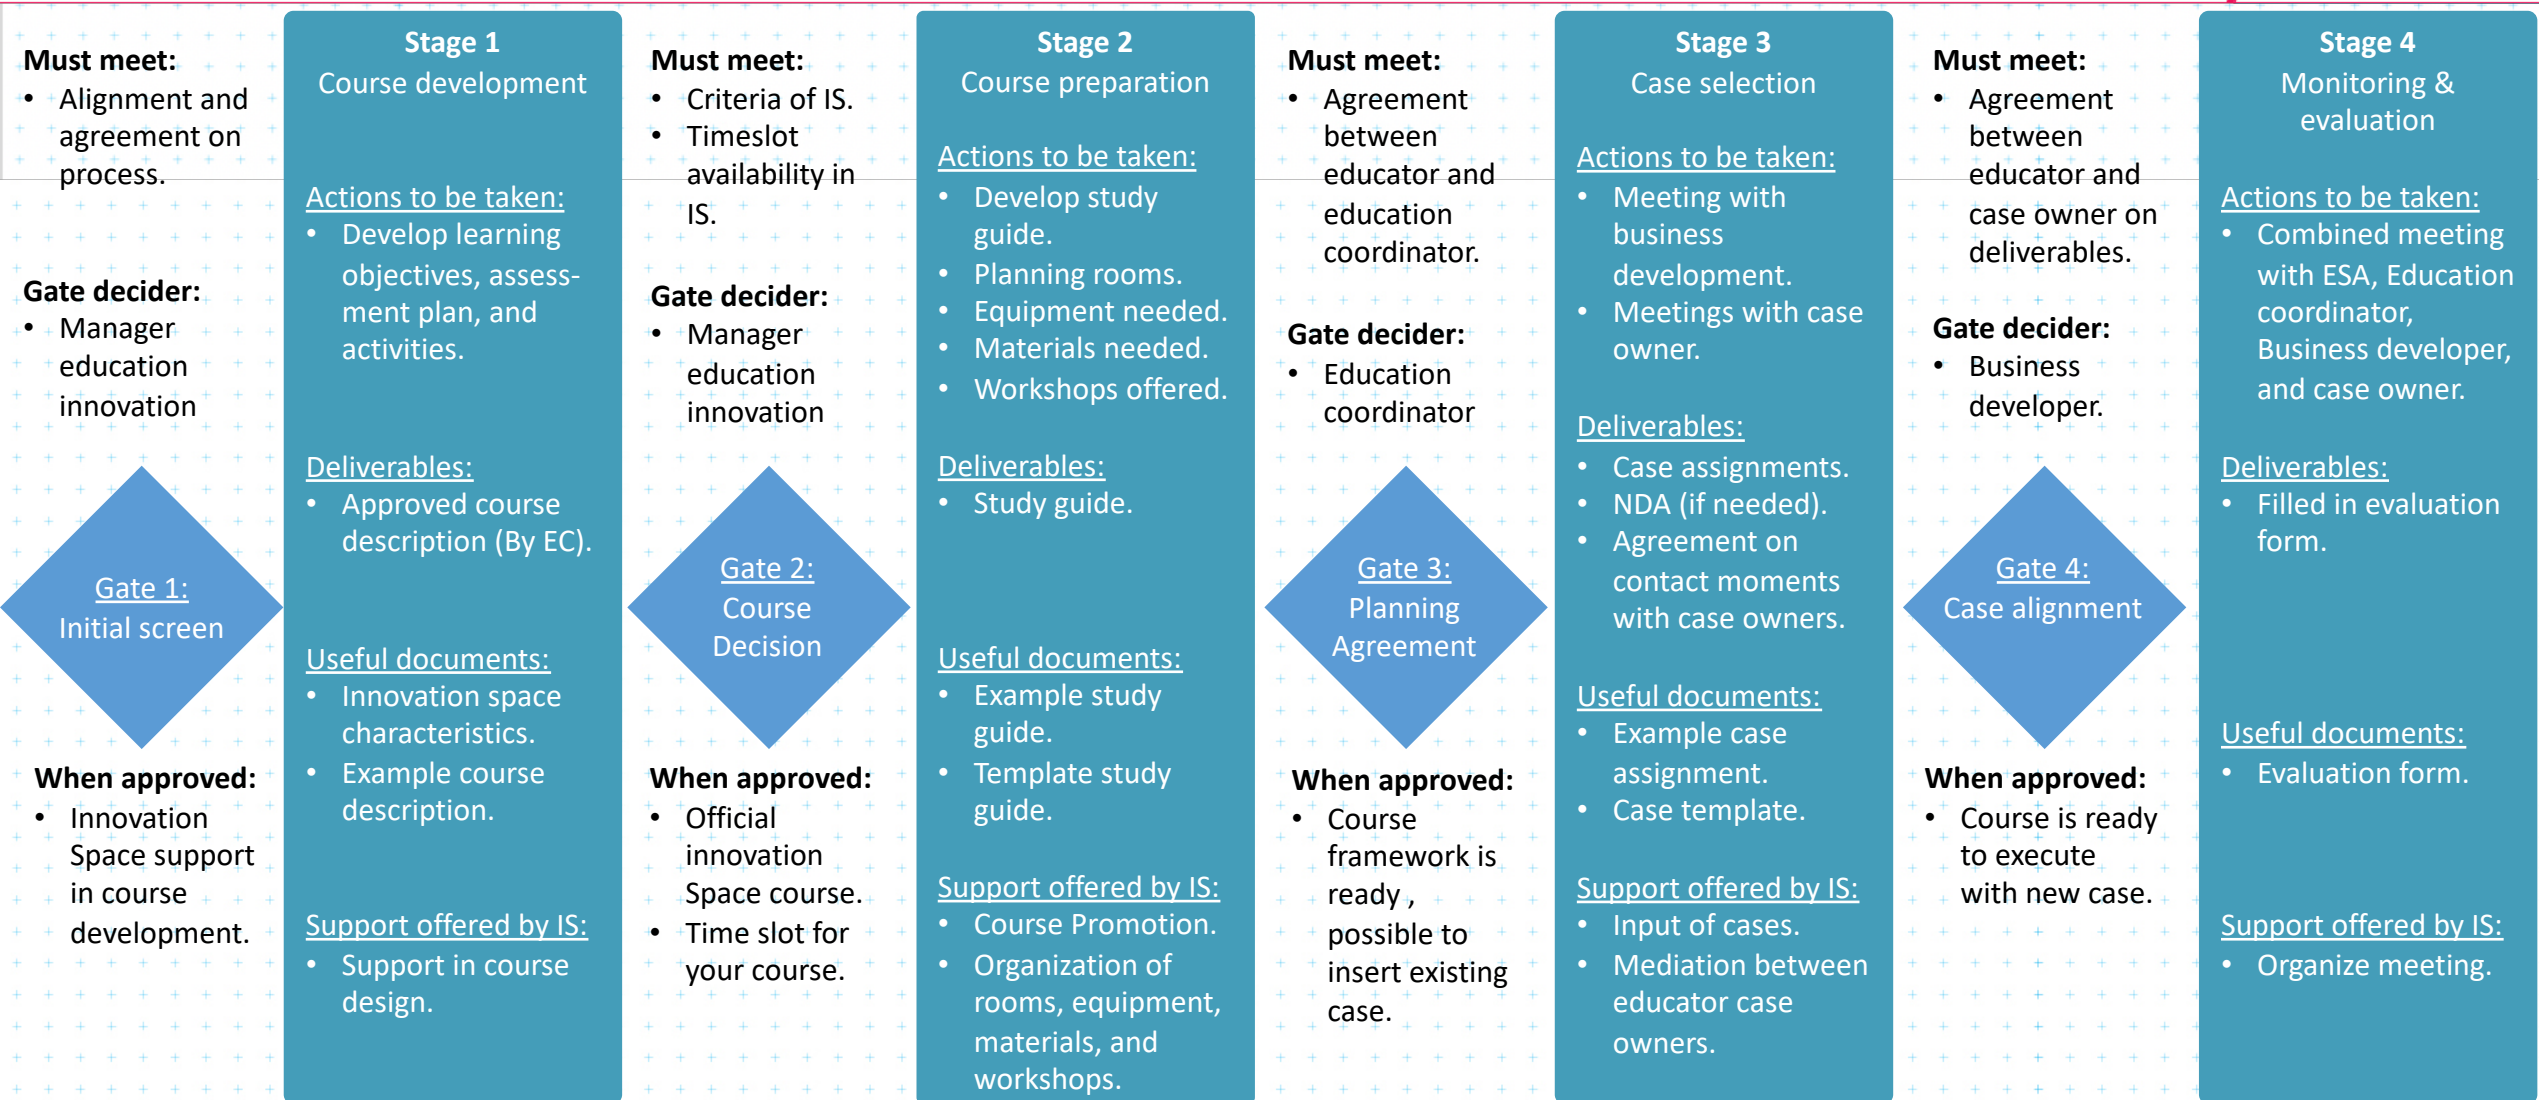 Must meet:
• Alignment and
agreement on
process.
Gate decider:
• Manager
education
innovation
Gate 1:
Initial screen
When approved:
• Innovation
Space support
in course
development.
Stage 1
Course development
Actions to be taken:
• Develop learning
objectives, assess-
ment plan, and
activities.
Deliverables:
• Approved course
description (By EC).
Useful documents:
• Innovation space
characteristics.
• Example course
description.
Support offered by IS:
• Support in course
design.
Must meet:
• Criteria of IS.
• Timeslot
availability in
IS.
Gate decider:
• Manager
education
innovation
Gate 2:
Course
Decision
When approved:
• Official
innovation
Space course.
• Time slot for
your course.
Stage 2
Course preparation
Actions to be taken:
• Develop study
guide.
• Planning rooms.
• Equipment needed.
• Materials needed.
• Workshops offered.
Deliverables:
• Study guide.
Useful documents:
• Example study
guide.
• Template study
guide.
Support offered by IS:
• Course Promotion.
• Organization of
rooms, equipment,
materials, and
workshops.
Must meet:
• Agreement
between
educator and
education
coordinator.
Gate decider:
• Education
coordinator
Gate 3:
Planning
Agreement
When approved:
• Course
framework is
ready ,
possible to
insert existing
case.
Stage 3
Case selection
Actions to be taken:
• Meeting with
business
development.
• Meetings with case
owner.
Deliverables:
• Case assignments.
• NDA (if needed).
• Agreement on
contact moments
with case owners.
Useful documents:
• Example case
assignment.
• Case template.
Support offered by IS:
• Input of cases.
• Mediation between
educator case
owners.
Must meet:
• Agreement
between
educator and
case owner on
deliverables.
Gate decider:
• Business
developer.
Gate 4:
Case alignment
When approved:
• Course is ready
to execute
with new case.
Stage 4
Monitoring &
evaluation
Actions to be taken:
• Combined meeting
with ESA, Education
coordinator,
Business developer,
and case owner.
Deliverables:
• Filled in evaluation
form.
Useful documents:
• Evaluation form.
Support offered by IS:
• Organize meeting.